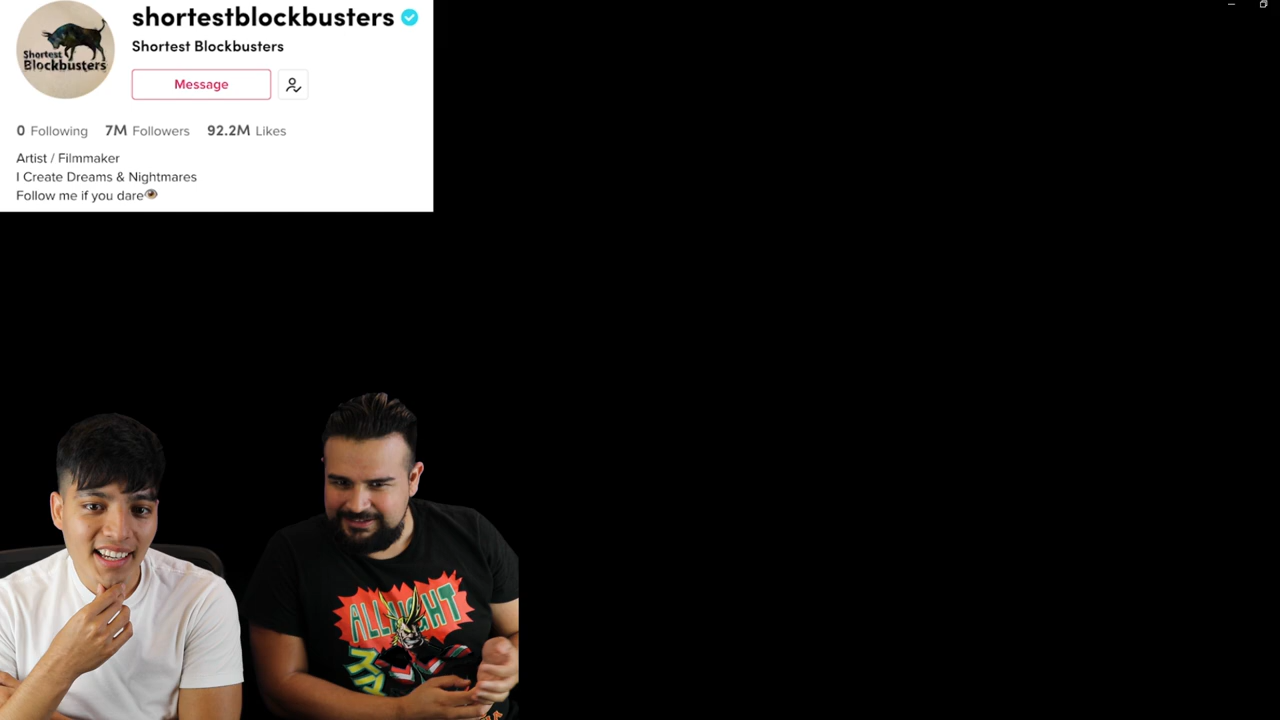 shortestblockbusters
Shortest
Blockbusters
Shortest Blockbusters
Message
0 Following 7M Followers 92.2M Likes
Artist / Filmmaker
I Create Dreams & Nightmares
Follow me if you dare👁️
ALL MIGHT